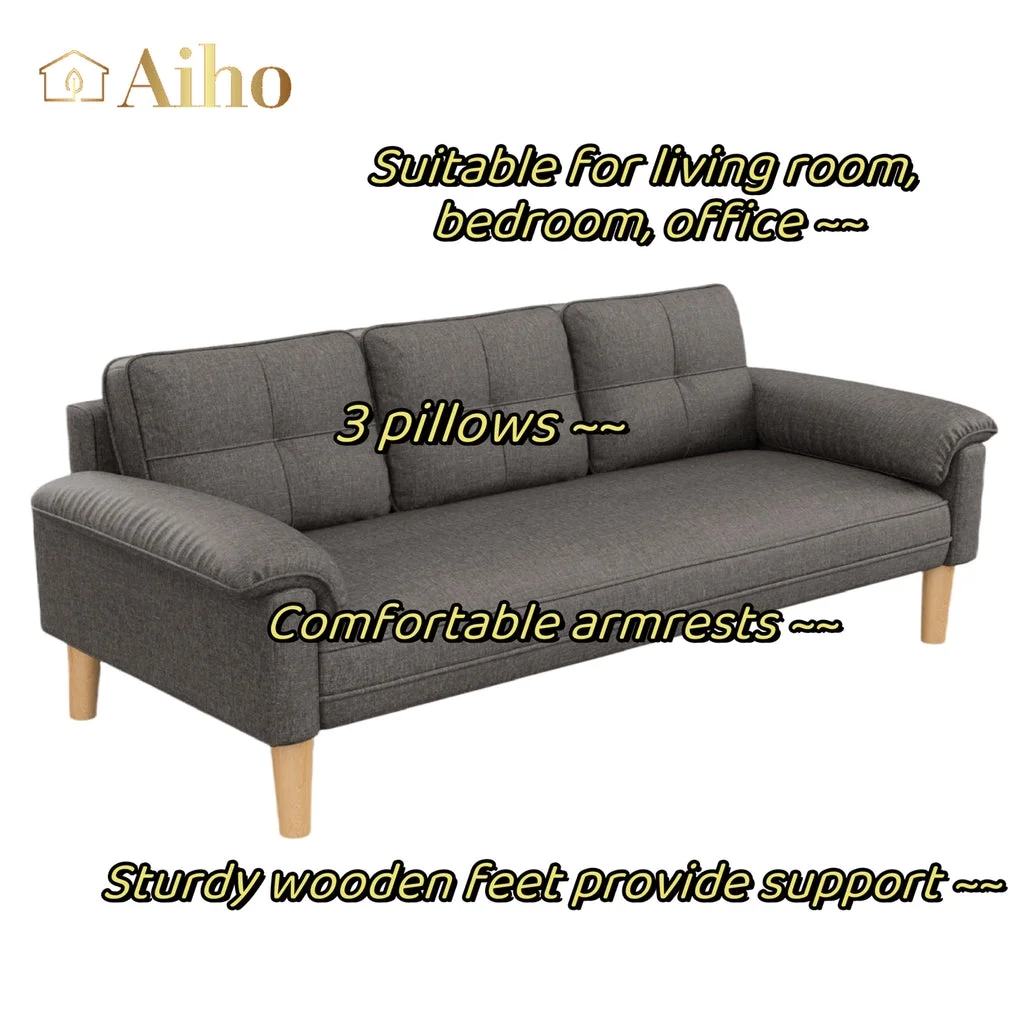 Aiho
Suitable for living room,
bedroom, office ~~
3 pillows ~~
Comfortable armrests ~~
Sturdy wooden feet provide support ~~